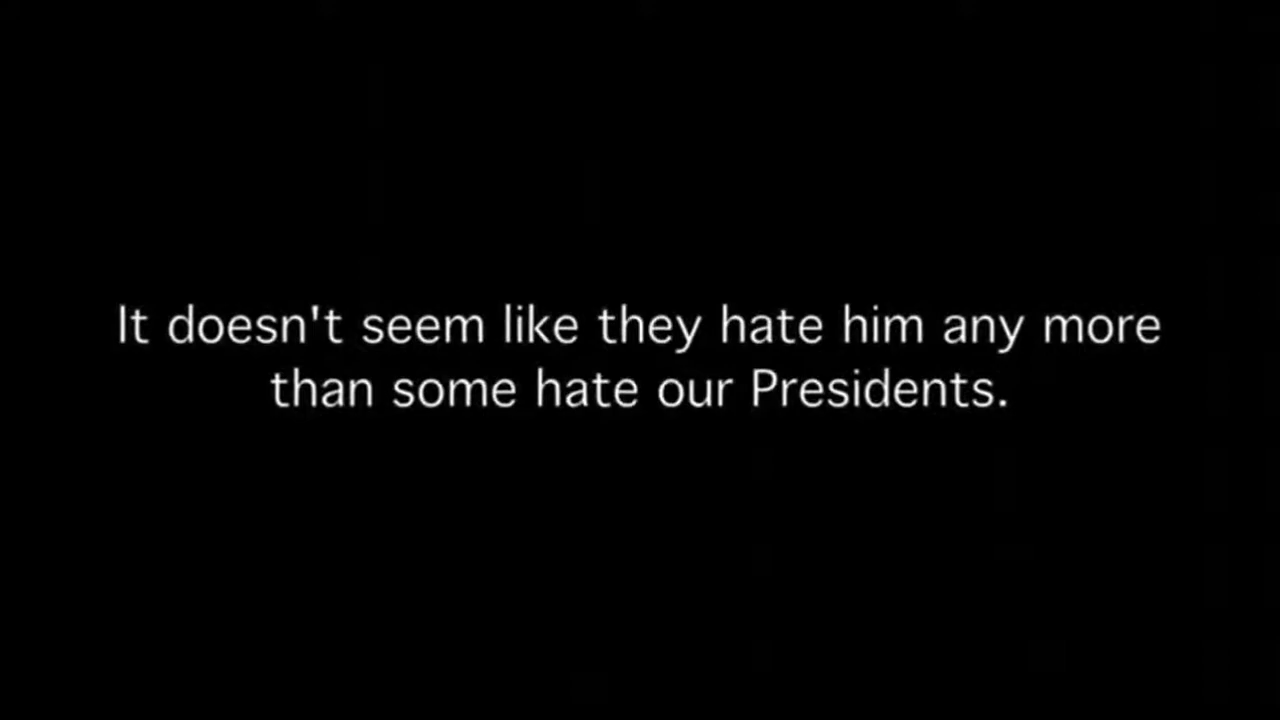 It doesn't seem like they hate him any more
than some hate our Presidents.